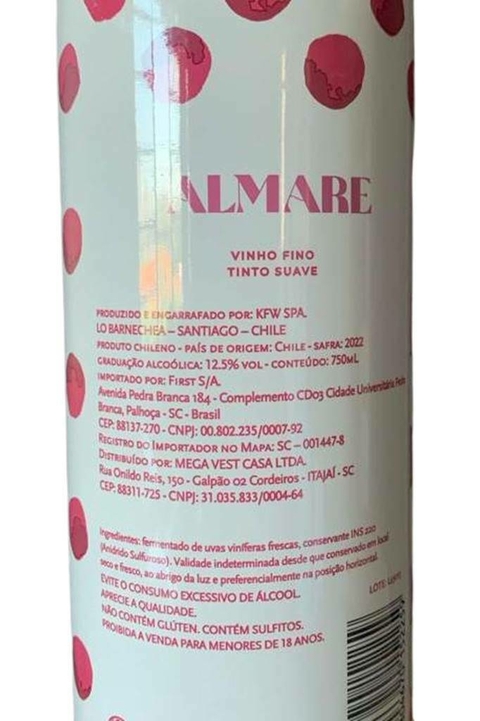 ALMARE
VINHO FINO
TINTO SUAVE
PRODUZIDO E ENGARRAFADO POR: KFW SPA.
LO BARNECHEA – SANTIAGO – CHILE
PRODUTO CHILENO - PAÍS DE ORIGEM: CHILE - SAFRA: 2022
GRADUAÇÃO ALCOÓLICA: 12.5% VOL - CONTEÚDO: 750ML
IMPORTADO POR: FIRST S/A.
Avenida Pedra Branca 184 - Complemento CD03 Cidade Universitária Pedra
Branca, Palhoça - SC - Brasil
CEP: 88137-270 - CNPJ: 00.802.235/0007-92
REGISTRO DO IMPORTADOR NO MAPA: SC – 001447-8
DISTRIBUÍDO POR: MEGA VEST CASA LTDA.
Rua Onildo Reis, 150 - Galpão 02 Cordeiros - ITAJAÍ - SC
CEP: 88311-725 - CNPJ: 31.035.833/0004-64
Ingredientes: fermentado de uvas viníferas frescas, conservante INS 220
(Anidrido Sulfuroso). Validade indeterminada desde que conservado em local
seco e fresco, ao abrigo da luz e preferencialmente na posição horizontal.
EVITE O CONSUMO EXCESSIVO DE ÁLCOOL.
APRECIE A QUALIDADE.
NÃO CONTÉM GLÚTEN. CONTÉM SULFITOS.
PROIBIDA A VENDA PARA MENORES DE 18 ANOS.
LOTE: